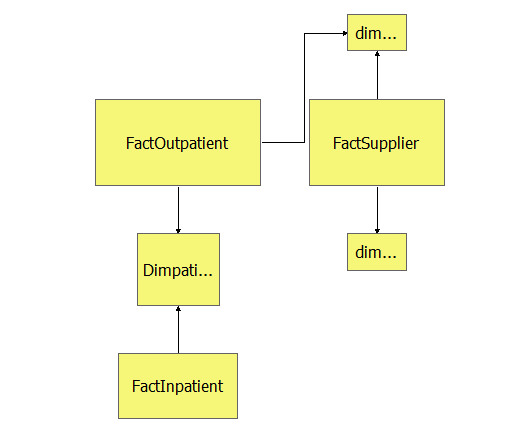 dim...
FactOutpatient
FactSupplier
Dimpati...
dim...
FactInpatient